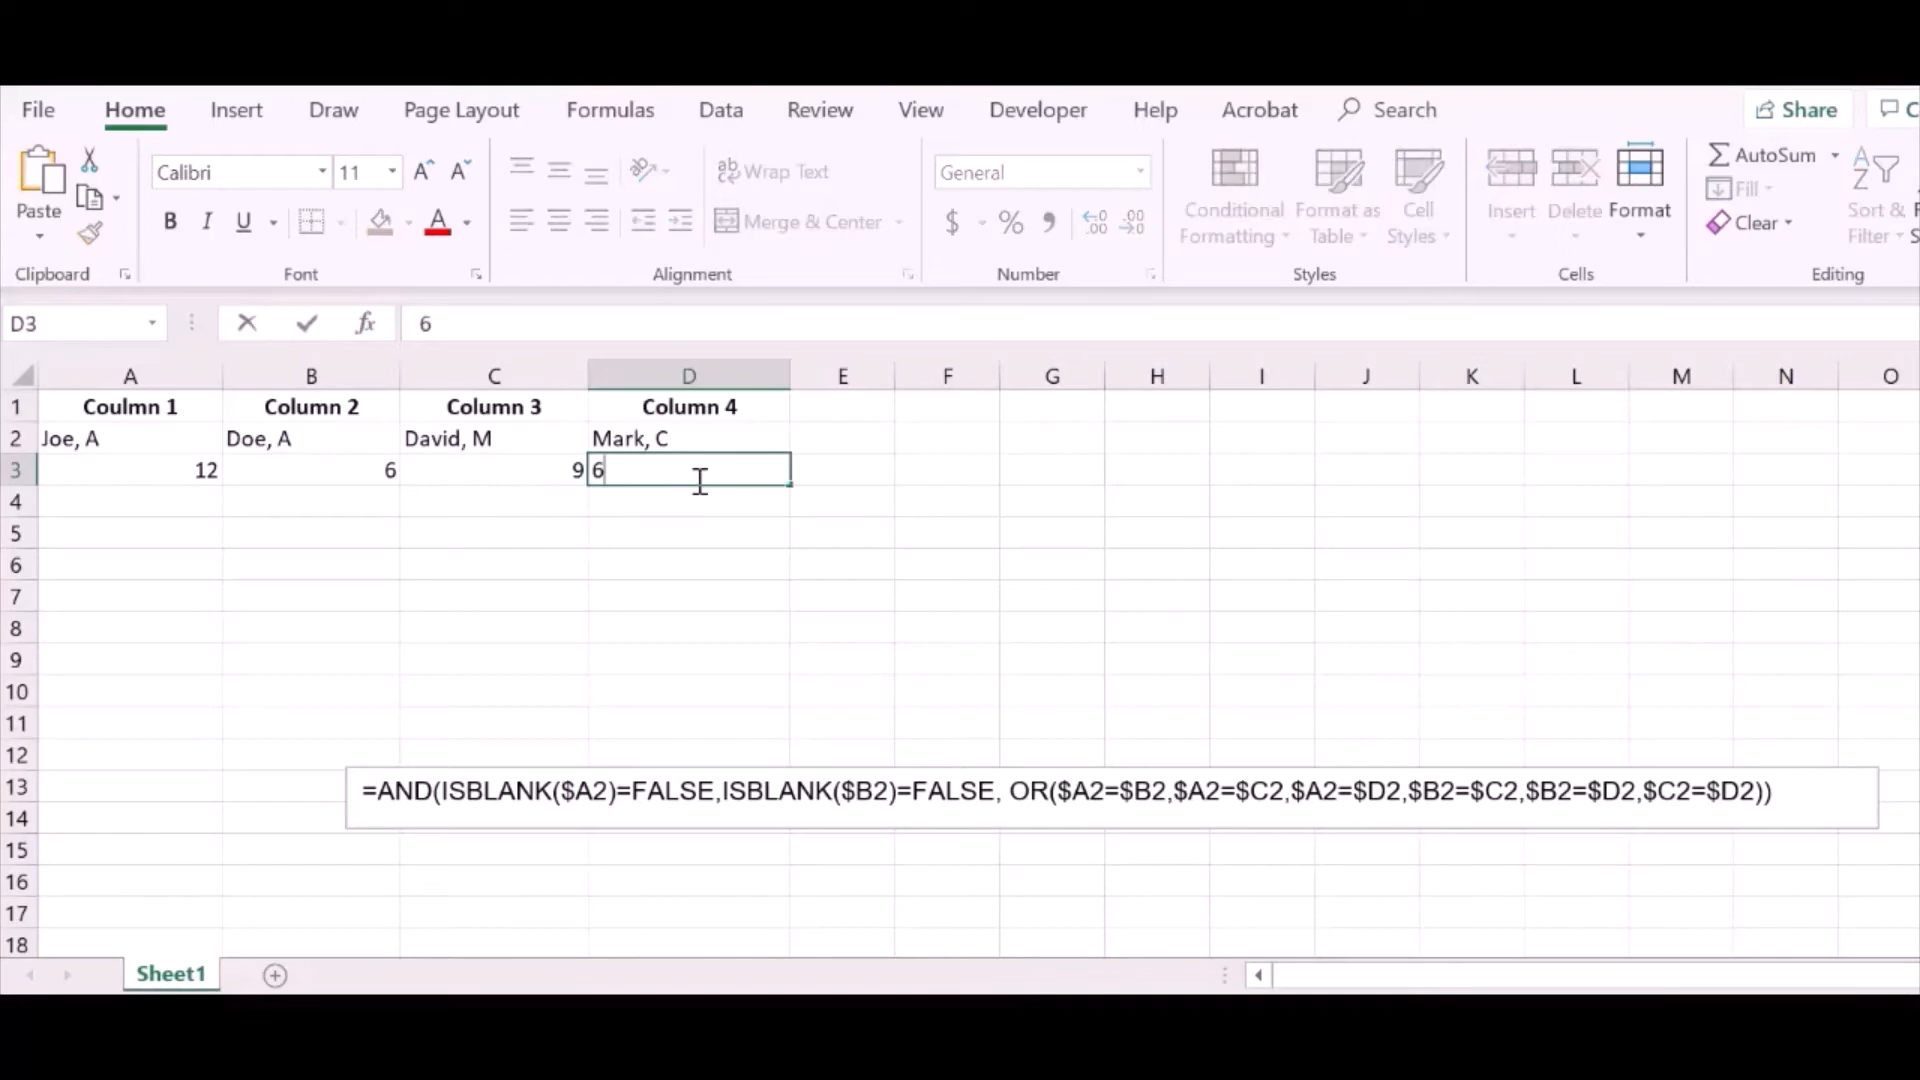 File Home Insert Draw Page Layout Formulas Data Review View Developer Help Acrobat Search Share C
Calibri 11 A A ab Wrap Text General AutoSum A
Paste Conditional Format as Cell Insert Delete Format Fill Sort & F
B I U A Merge & Center $ % Formatting Table Styles Clear Z Filter S
Clipboard Font Alignment Number Styles Cells Editing
D3 fx 6
A B C D E F G H I J K L M N O
1 Coulmn 1 Column 2 Column 3 Column 4
2 Joe, A Doe, A David, M Mark, C
3 12 6 9 6
4
5
6
7
8
9
10
11
12
13 =AND(ISBLANK($A2)=FALSE,ISBLANK($B2)=FALSE, OR($A2=$B2,$A2=$C2,$A2=$D2,$B2=$C2,$B2=$D2,$C2=$D2))
14
15
16
17
18
Sheet1